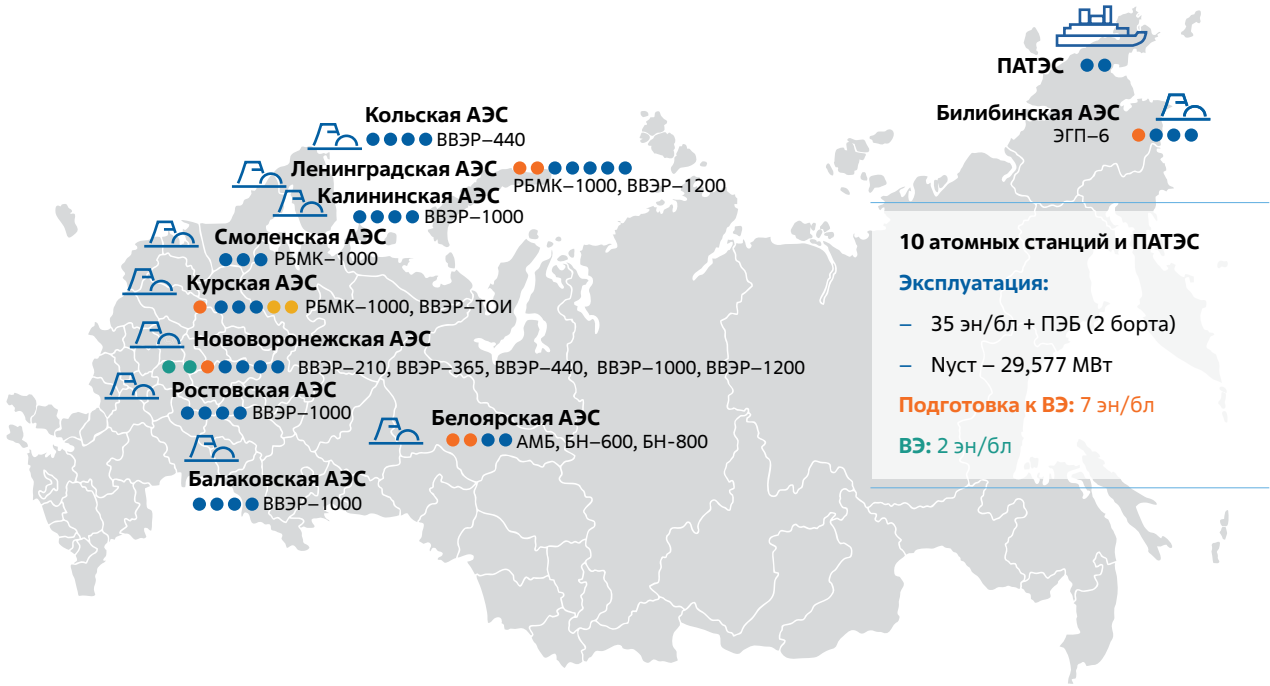 ПАТЭС
Билибинская АЭС
ЭГП–6
Кольская АЭС
ВВЭР–440
Ленинградская АЭС
РБМК–1000, ВВЭР–1200
Калининская АЭС
ВВЭР–1000
Смоленская АЭС
РБМК–1000
Курская АЭС
РБМК–1000, ВВЭР–ТОИ
Нововоронежская АЭС
ВВЭР–210, ВВЭР–365, ВВЭР–440, ВВЭР–1000, ВВЭР–1200
Ростовская АЭС
ВВЭР–1000
Белоярская АЭС
АМБ, БН–600, БН-800
Балаковская АЭС
ВВЭР–1000
10 атомных станций и ПАТЭС
Эксплуатация:
– 35 эн/бл + ПЭБ (2 борта)
– Nуст – 29,577 МВт
Подготовка к ВЭ: 7 эн/бл
ВЭ: 2 эн/бл